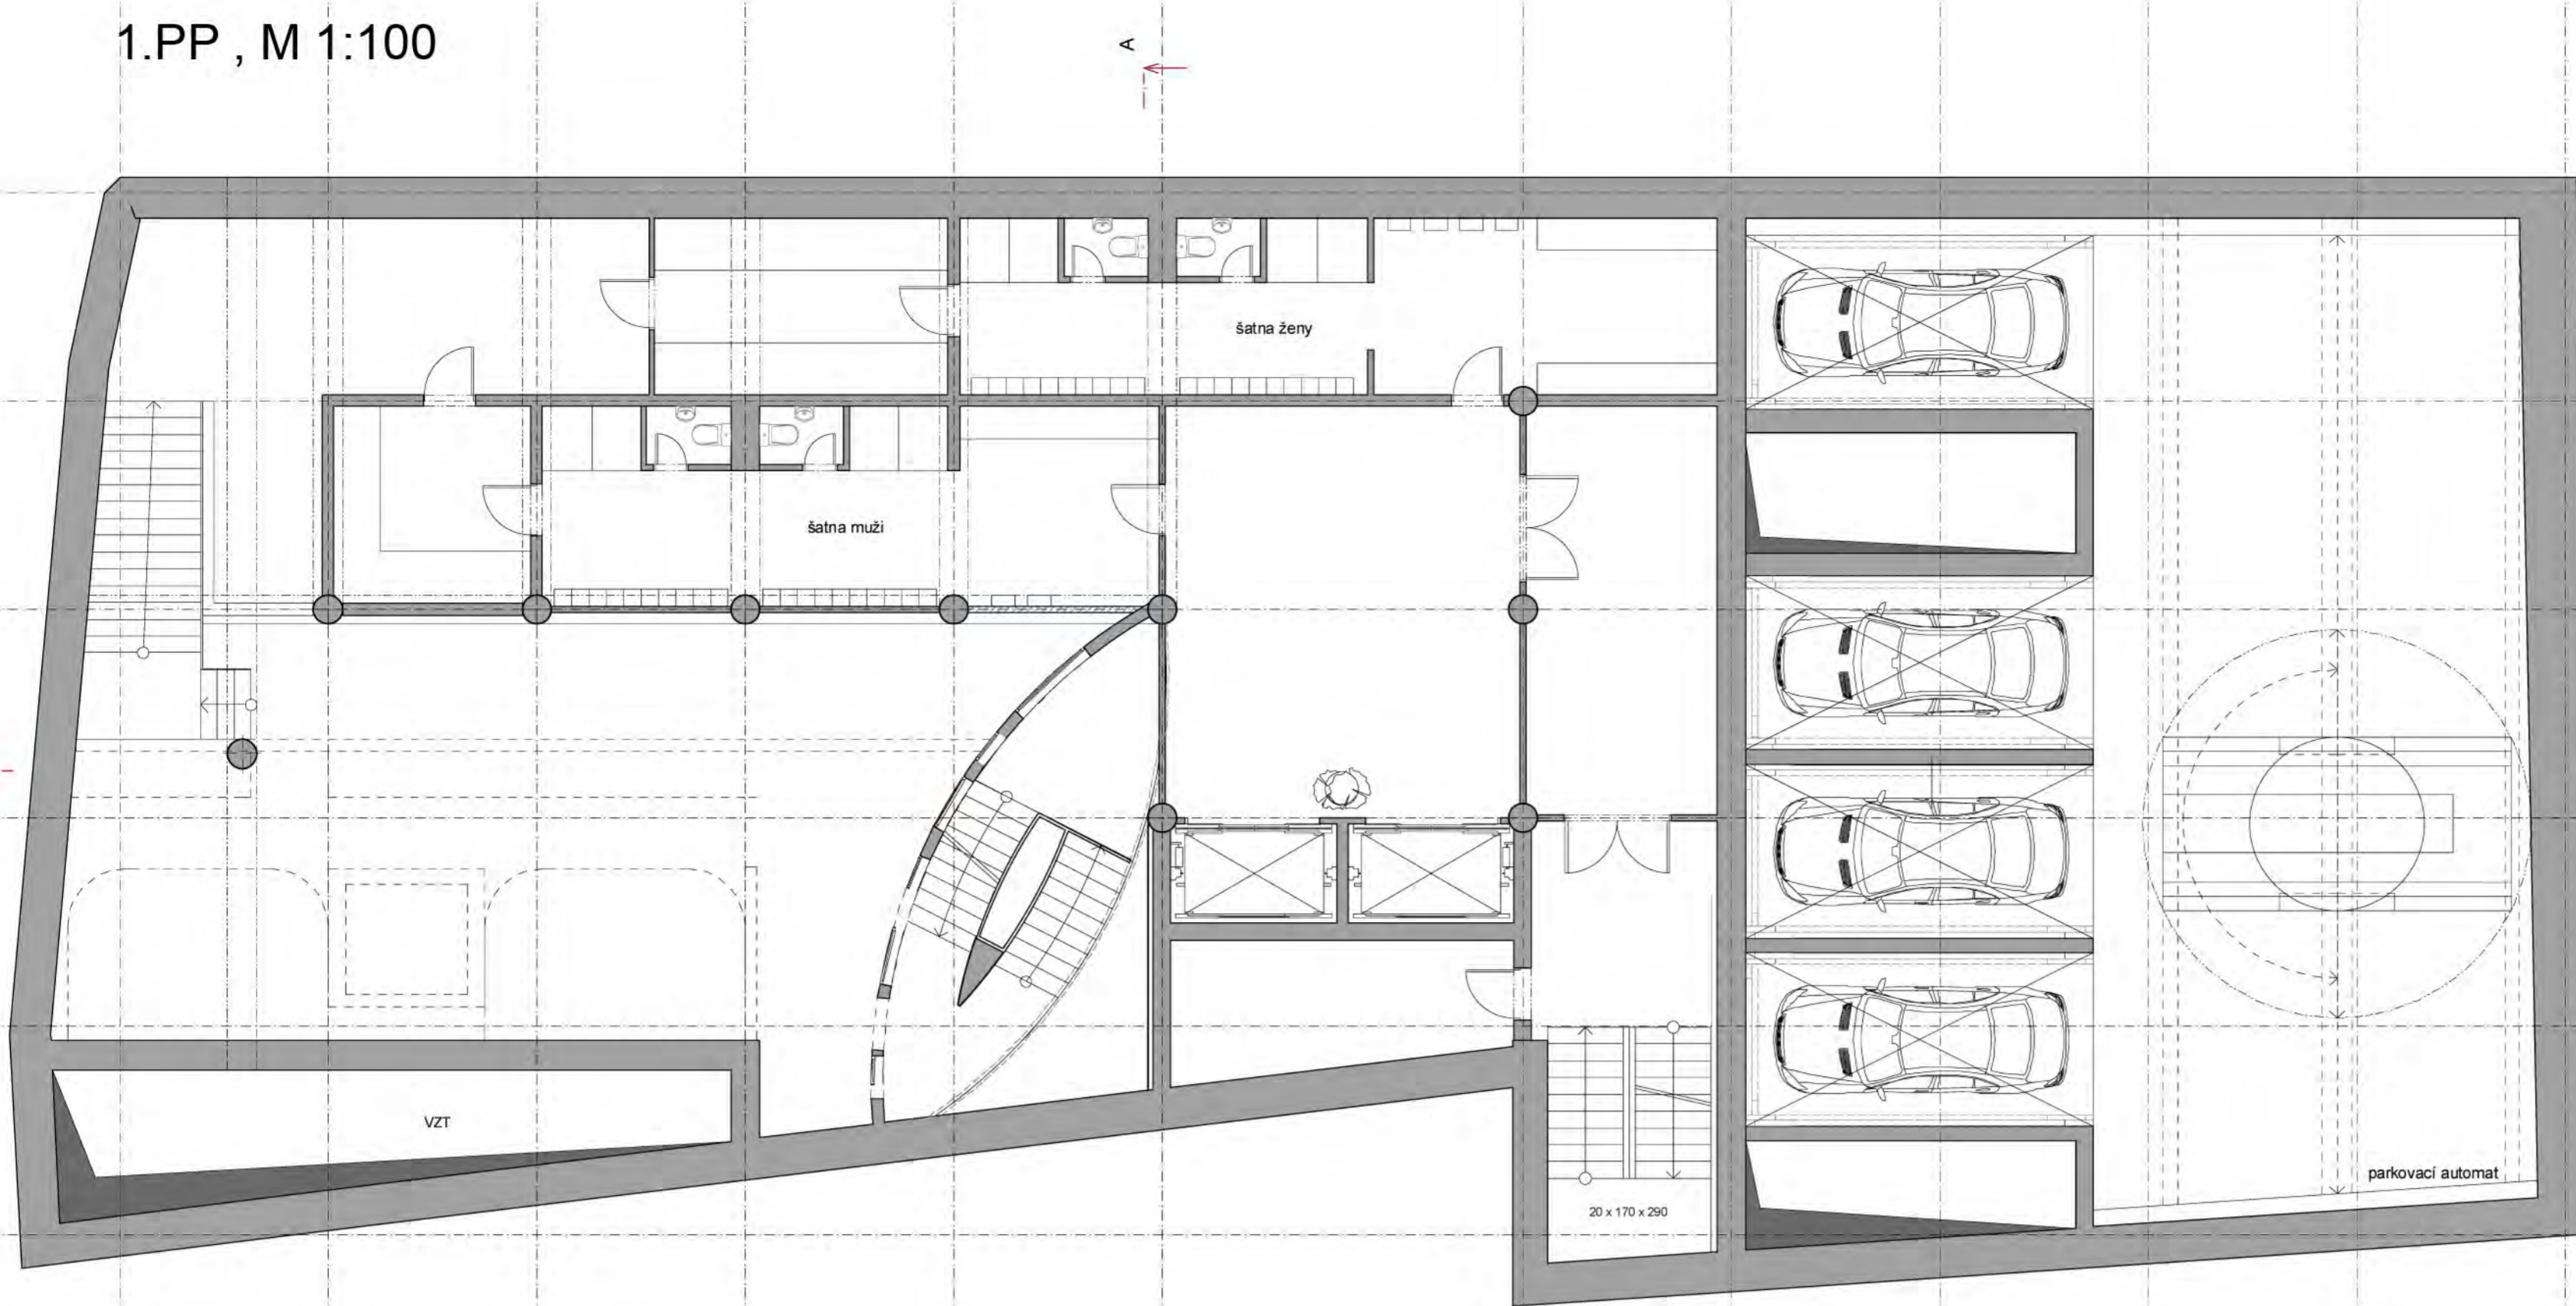 1.PP , M 1:100
A
šatna ženy
šatna muži
VZT
parkovací automat
20 x 170 x 290